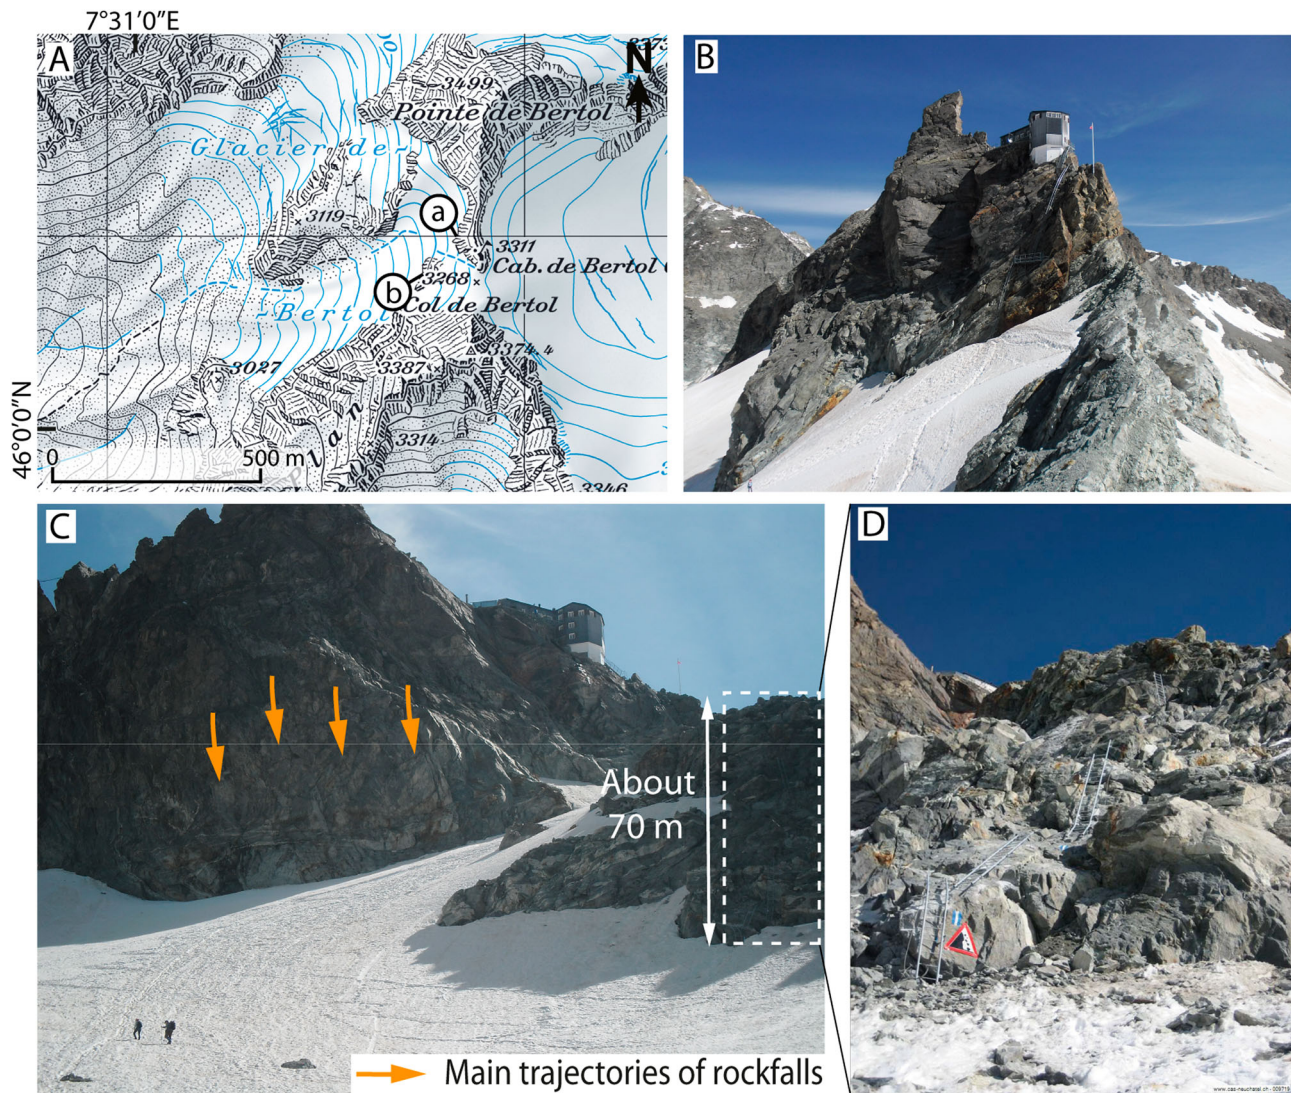 7°31′0″E
A
N
3499
Pointe de Bertol
Glacier de-
3119
a
3311
Cab. de Bertol
3268
b
Col de Bertol
-Bertol
3374.4
3027
3387
3314
3346
46°0′0″N
0
500 m
B
C
About
70 m
Main trajectories of rockfalls
D